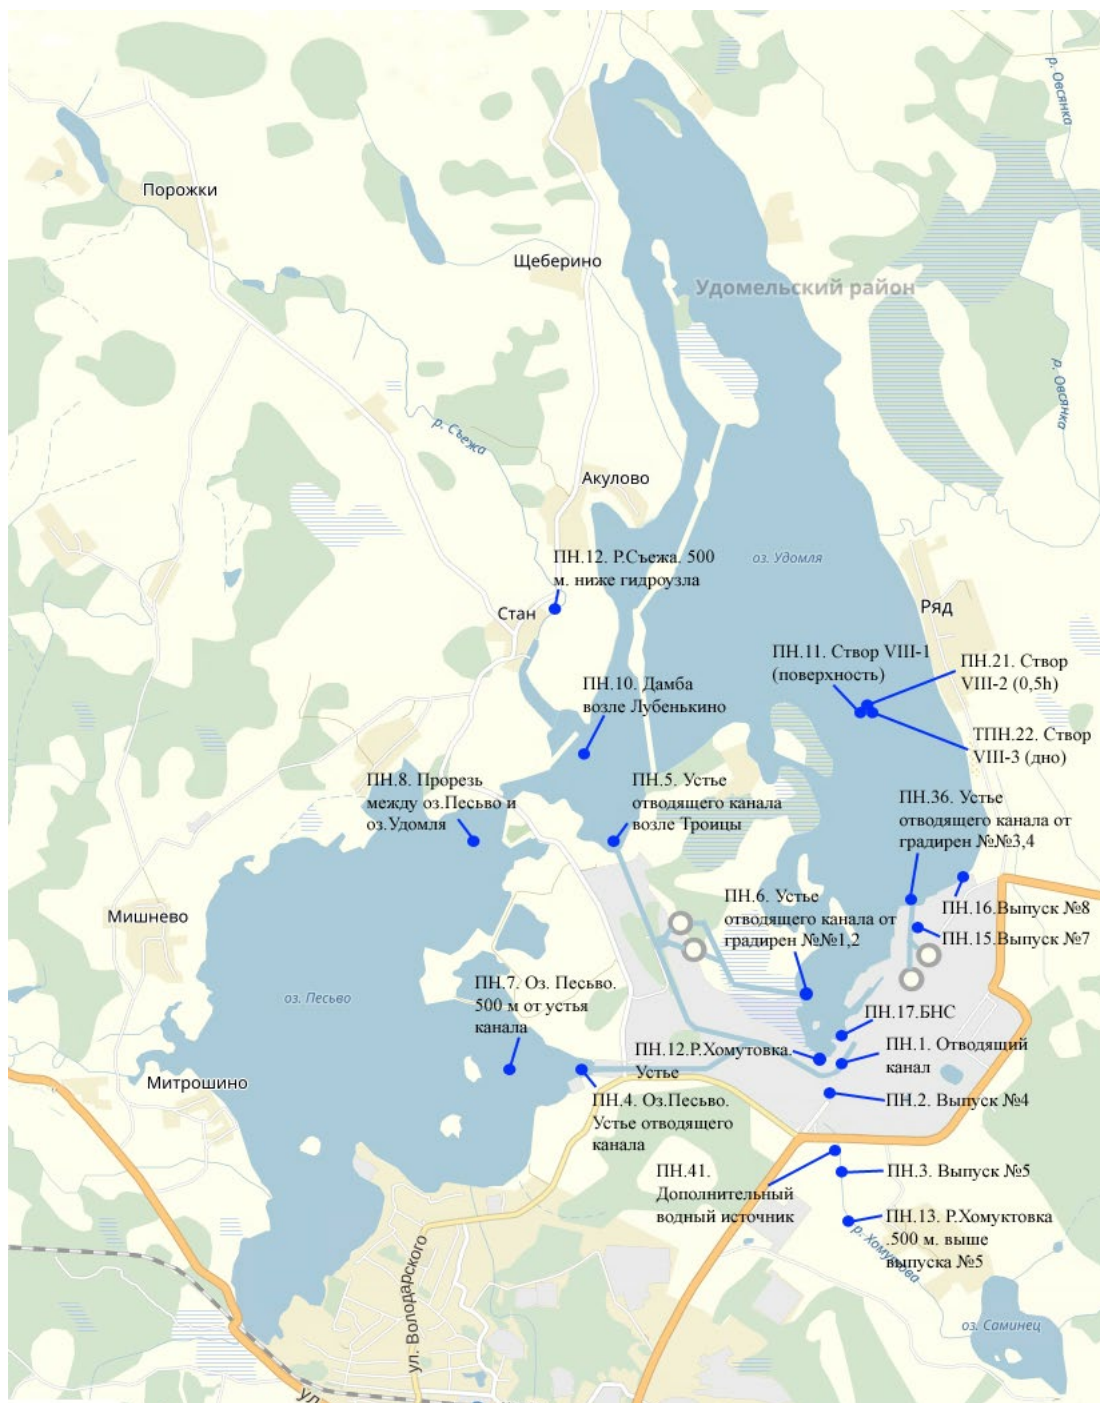 р. Овсянка
Порожки
Щеберино
Удомельский район
р. Овсянка
р. Съежа
Акулово
оз. Удомля
ПН.12. Р.Съежа. 500
м. ниже гидроузла
Стан
Ряд
ПН.11. Створ VIII-1
(поверхность)
ПН.21. Створ
VIII-2 (0,5h)
ПН.10. Дамба
возле Лубенькино
ТПН.22. Створ
VIII-3 (дно)
ПН.8. Прорезь
между оз.Песьво и
оз.Удомля
ПН.5. Устье
отводящего канала
возле Троицы
ПН.36. Устье
отводящего канала от
градирен №№3,4
ПН.6. Устье
отводящего канала от
градирен №№1,2
ПН.16.Выпуск №8
ПН.15.Выпуск №7
Мишнево
оз. Песьво
ПН.7. Оз. Песьво.
500 м от устья
канала
ПН.17.БНС
ПН.12.Р.Хомутовка.
Устье
ПН.1. Отводящий
канал
Митрошино
ПН.4. Оз.Песьво.
Устье отводящего
канала
ПН.2. Выпуск №4
ПН.41.
Дополнительный
водный источник
ПН.3. Выпуск №5
ПН.13. Р.Хомуктовка
.500 м. выше
выпуска №5
р. Хомутова
ул. Володарского
оз. Саминец
ул